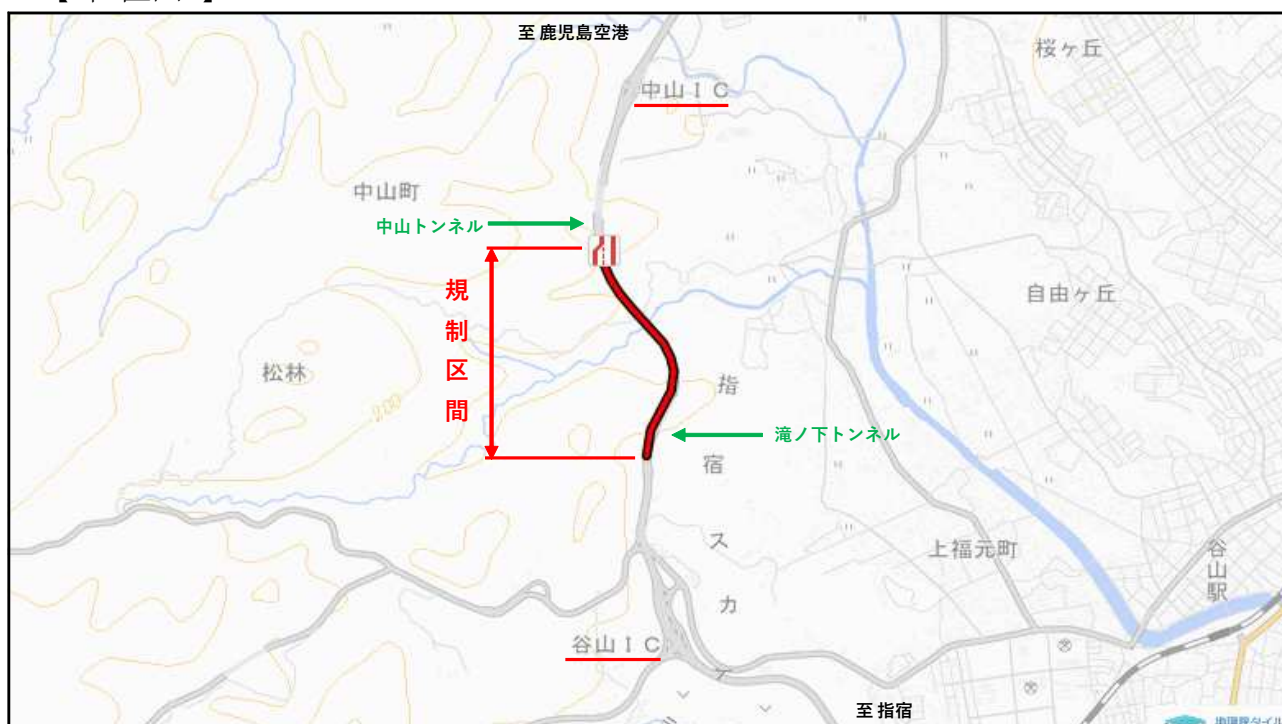 至 鹿児島空港
中山ＩＣ
桜ヶ丘
中山町
中山トンネル
規制区間
自由ヶ丘
松林
指宿スカ
滝ノ下トンネル
上福元町
谷山駅
谷山ＩＣ
至 指宿